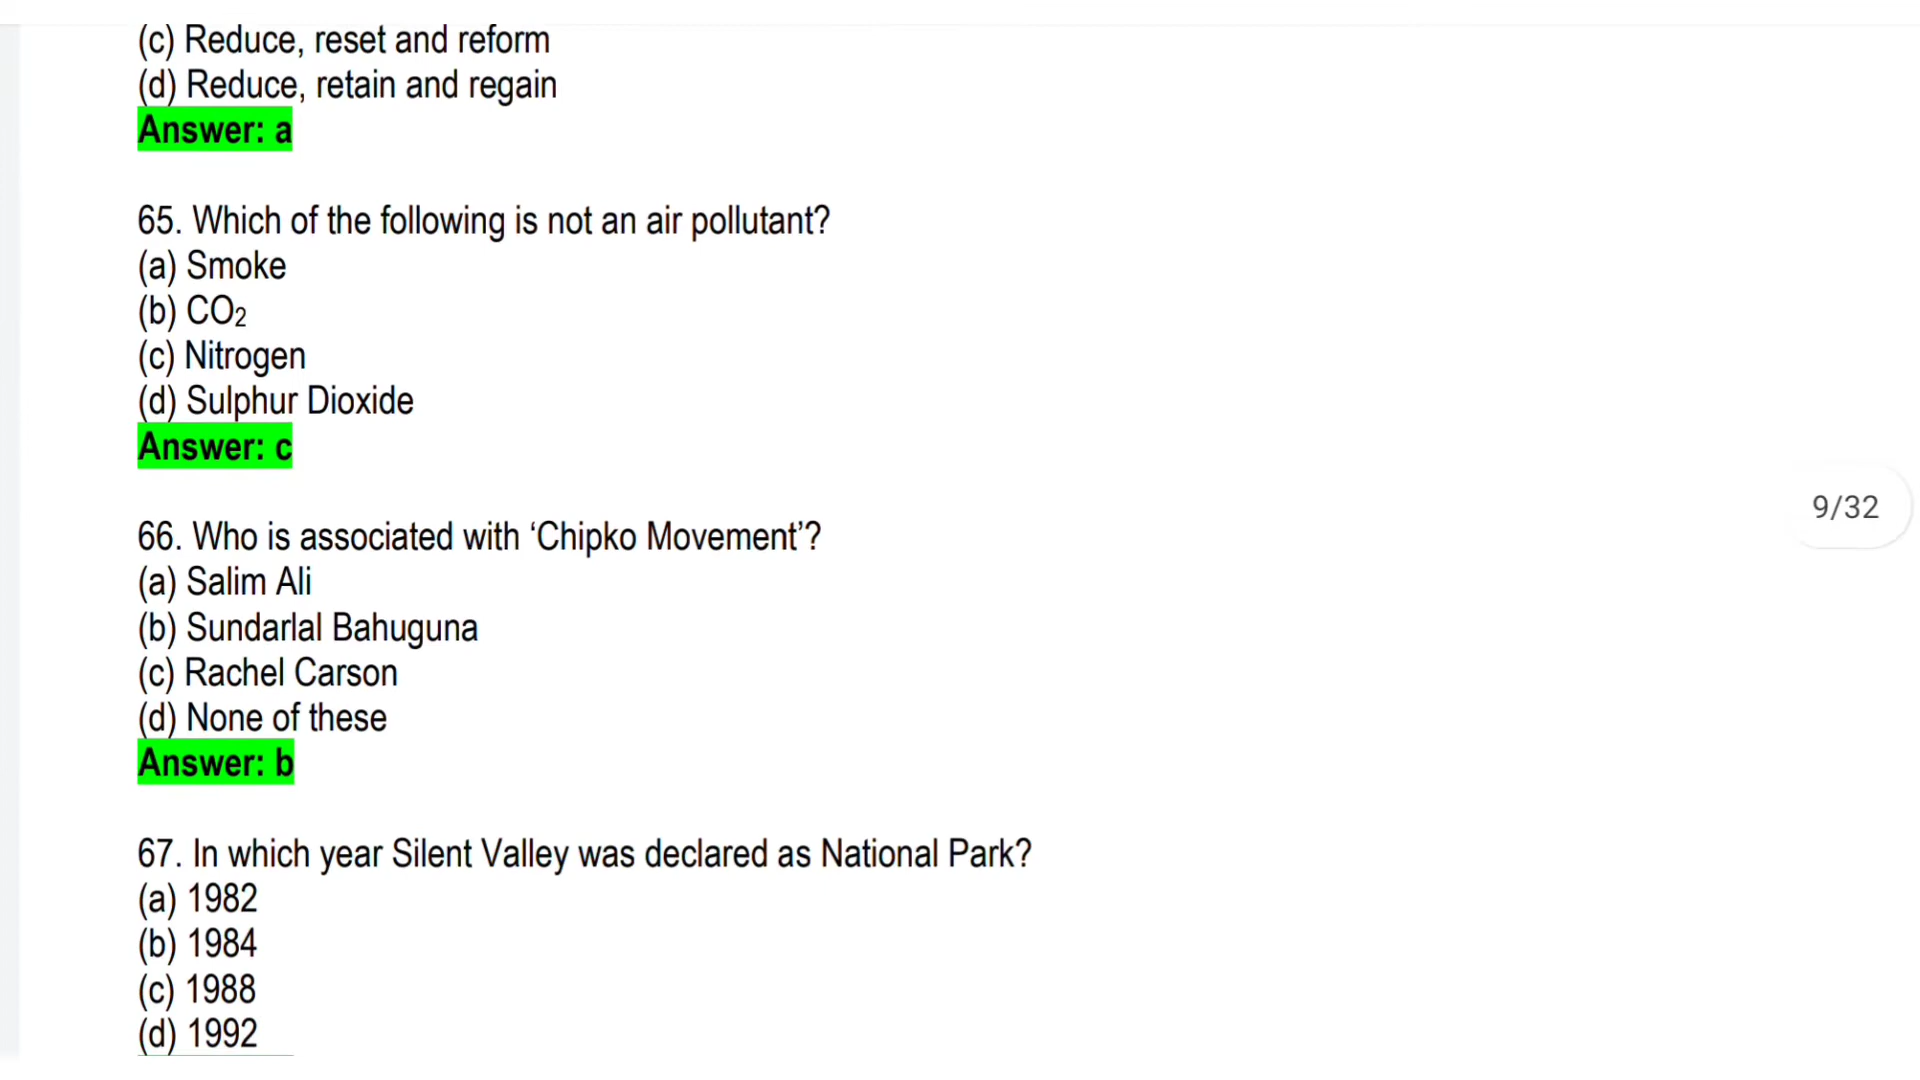 (c) Reduce, reset and reform
(d) Reduce, retain and regain
Answer: a
65. Which of the following is not an air pollutant?
(a) Smoke
(b) CO₂
(c) Nitrogen
(d) Sulphur Dioxide
Answer: c
9/32
66. Who is associated with ‘Chipko Movement’?
(a) Salim Ali
(b) Sundarlal Bahuguna
(c) Rachel Carson
(d) None of these
Answer: b
67. In which year Silent Valley was declared as National Park?
(a) 1982
(b) 1984
(c) 1988
(d) 1992